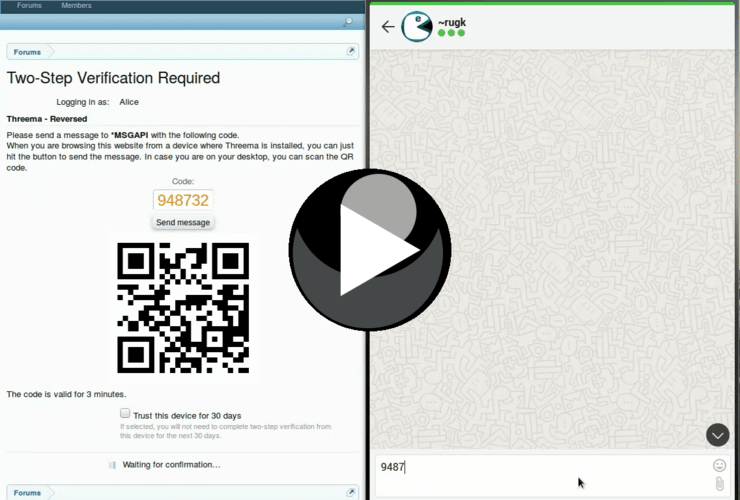 Forums Members
Forums
Two-Step Verification Required
Logging in as: Alice
Threema - Reversed
Please send a message to *MSGAPI with the following code.
When you are browsing this website from a device where Threema is installed, you can just
hit the button to send the message. In case you are on your desktop, you can scan the QR
code.
Code:
948732
Send message
The code is valid for 3 minutes.
Trust this device for 30 days
If selected, you will not need to complete two-step verification from
this device for the next 30 days.
Waiting for confirmation...
Forums
~rugk
9487